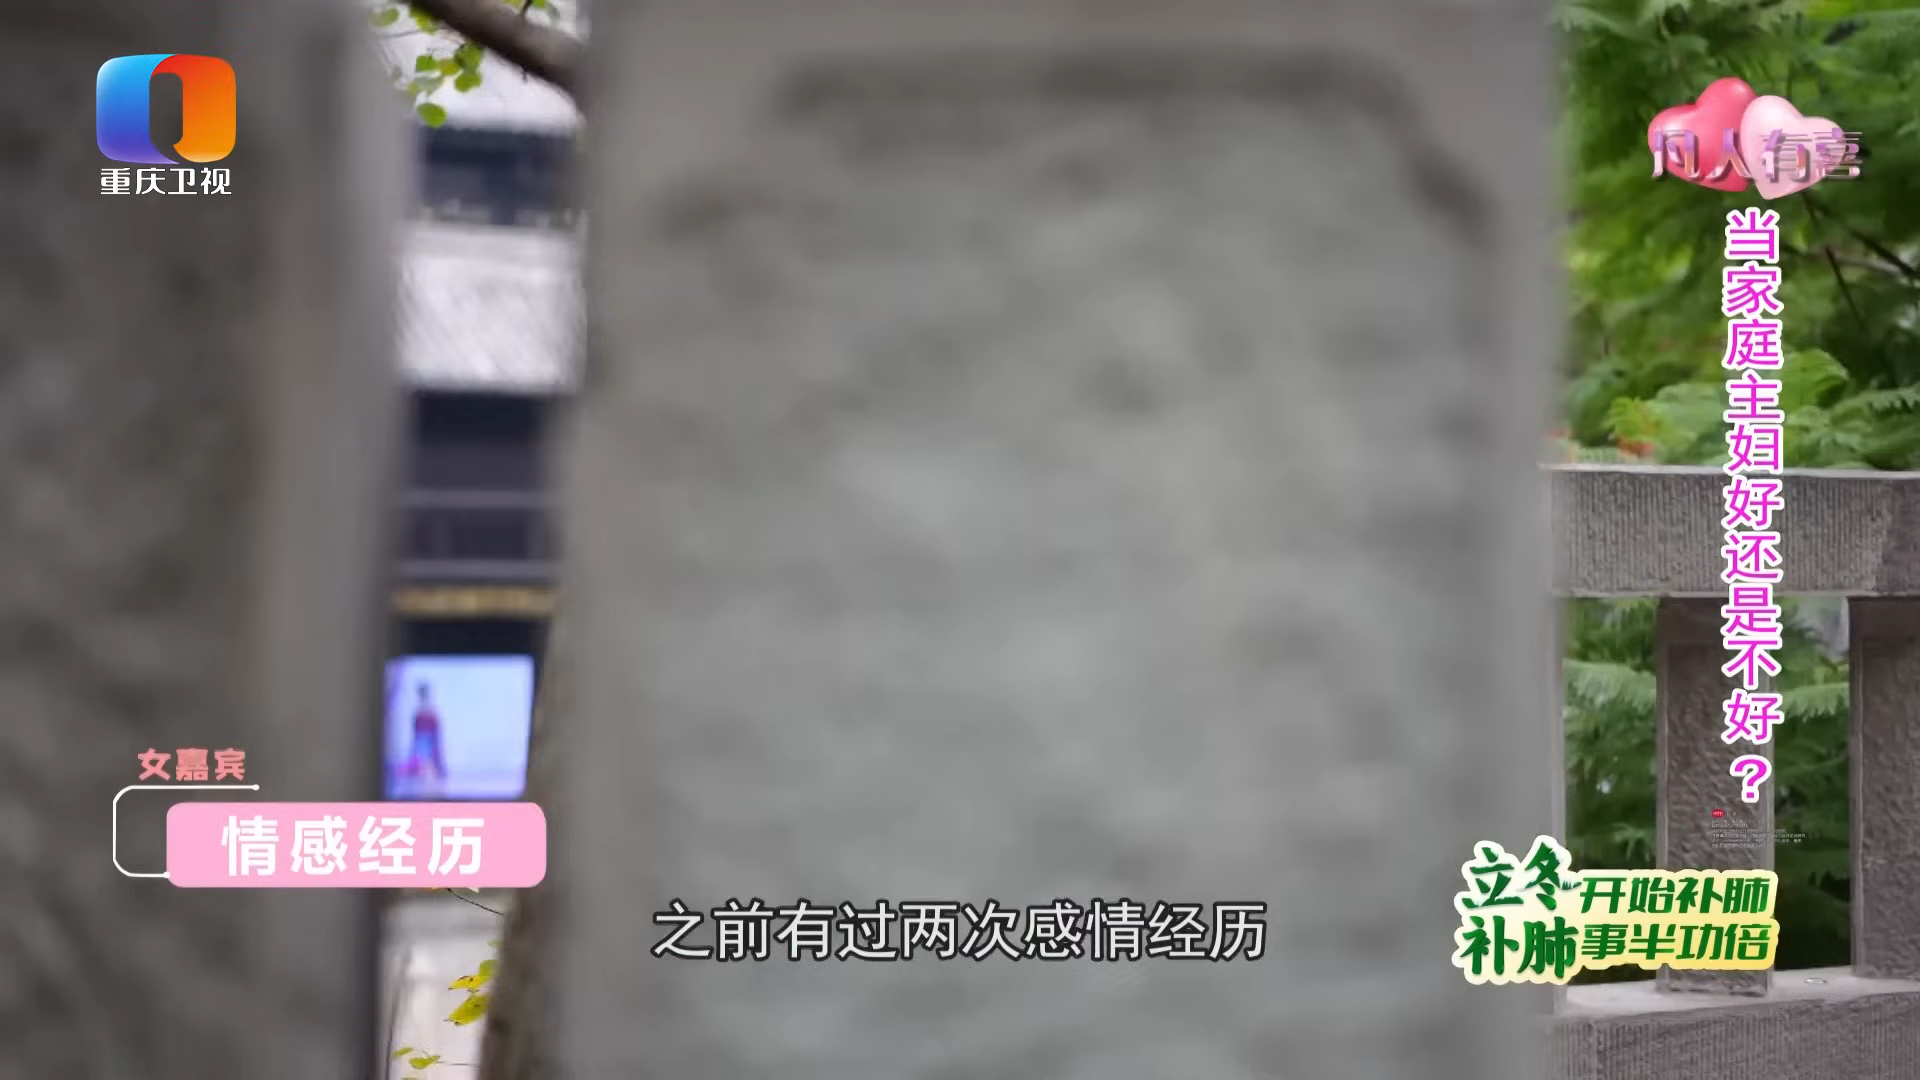 重庆卫视
凡人有喜
当家庭主妇好还是不好？
女嘉宾
情感经历
之前有过两次感情经历
立冬补肺
开始补肺
事半功倍